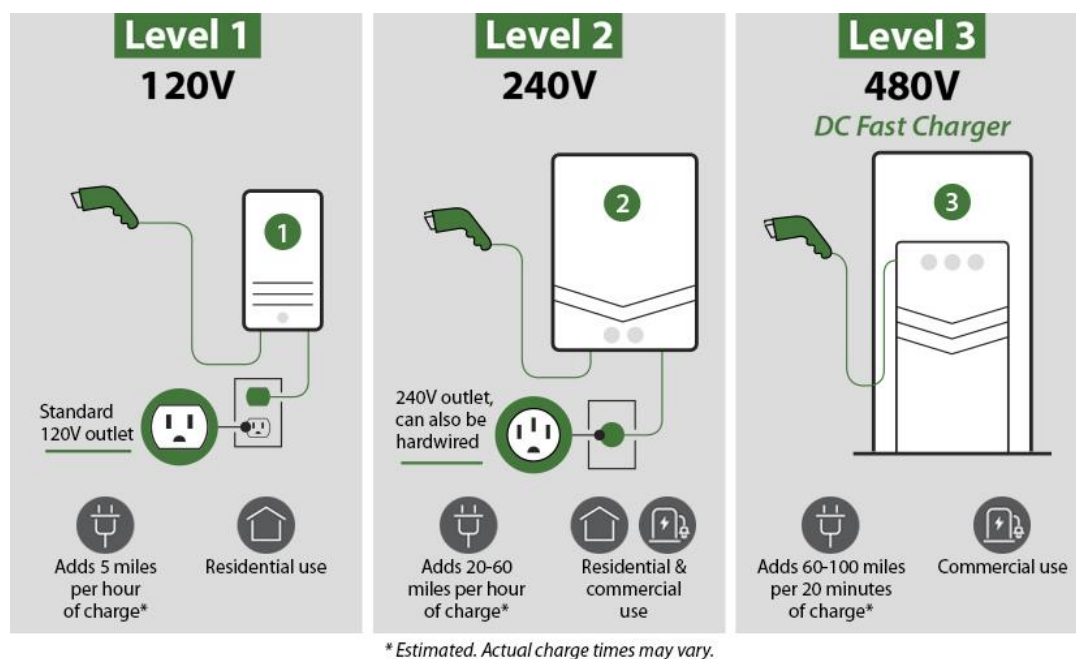 Level 1
120V
1
Standard
120V outlet
Adds 5 miles
per hour
of charge*
Residential use
Level 2
240V
2
240V outlet,
can also be
hardwired
Adds 20-60
miles per hour
of charge*
Residential &
commercial
use
Level 3
480V
DC Fast Charger
3
Adds 60-100 miles
per 20 minutes
of charge*
Commercial use
* Estimated. Actual charge times may vary.